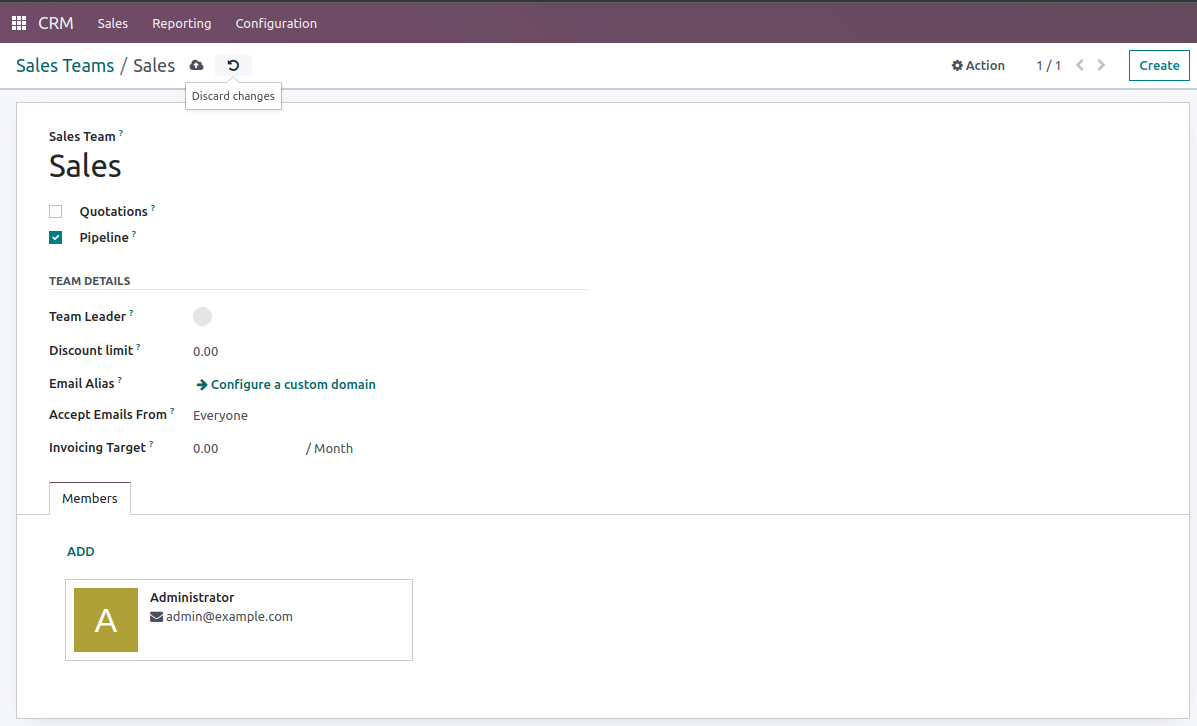 CRM Sales Reporting Configuration
Sales Teams / Sales
Action 1 / 1 Create
Discard changes
Sales Team ?
Sales
Quotations ?
Pipeline ?
TEAM DETAILS
Team Leader ?
Discount limit ? 0.00
Email Alias ? Configure a custom domain
Accept Emails From ? Everyone
Invoicing Target ? 0.00 / Month
Members
ADD
A
Administrator
admin@example.com